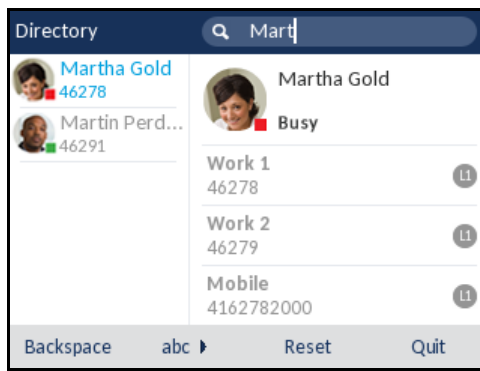 Directory
Mart
Martha Gold
46278
Martin Perd...
46291
Martha Gold
Busy
Work 1
46278
L1
Work 2
46279
L1
Mobile
4162782000
L1
Backspace abc Reset Quit